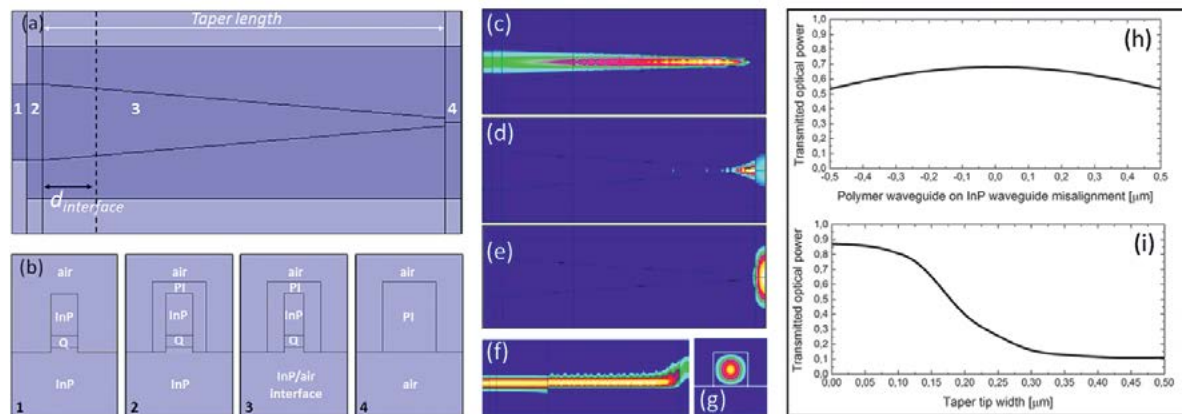 (a)
Taper length
1
2
3
4
d interface
(b)
air
InP
Q
InP
1
air
PI
InP
Q
InP
2
air
PI
InP
Q
InP/air
Interface
3
air
PI
air
4
(c)
(d)
(e)
(f)
(g)
(h)
Transmitted optical power
1,0
0,9
0,8
0,7
0,6
0,5
0,4
0,3
0,2
0,1
0,0
-0,5 -0,4 -0,3 -0,2 -0,1 0,0 0,1 0,2 0,3 0,4 0,5
Polymer waveguide on InP waveguide misalignment [μm]
(i)
Transmitted optical power
1,0
0,9
0,8
0,7
0,6
0,5
0,4
0,3
0,2
0,1
0,0
0,00 0,05 0,10 0,15 0,20 0,25 0,30 0,35 0,40 0,45 0,50
Taper tip width [μm]